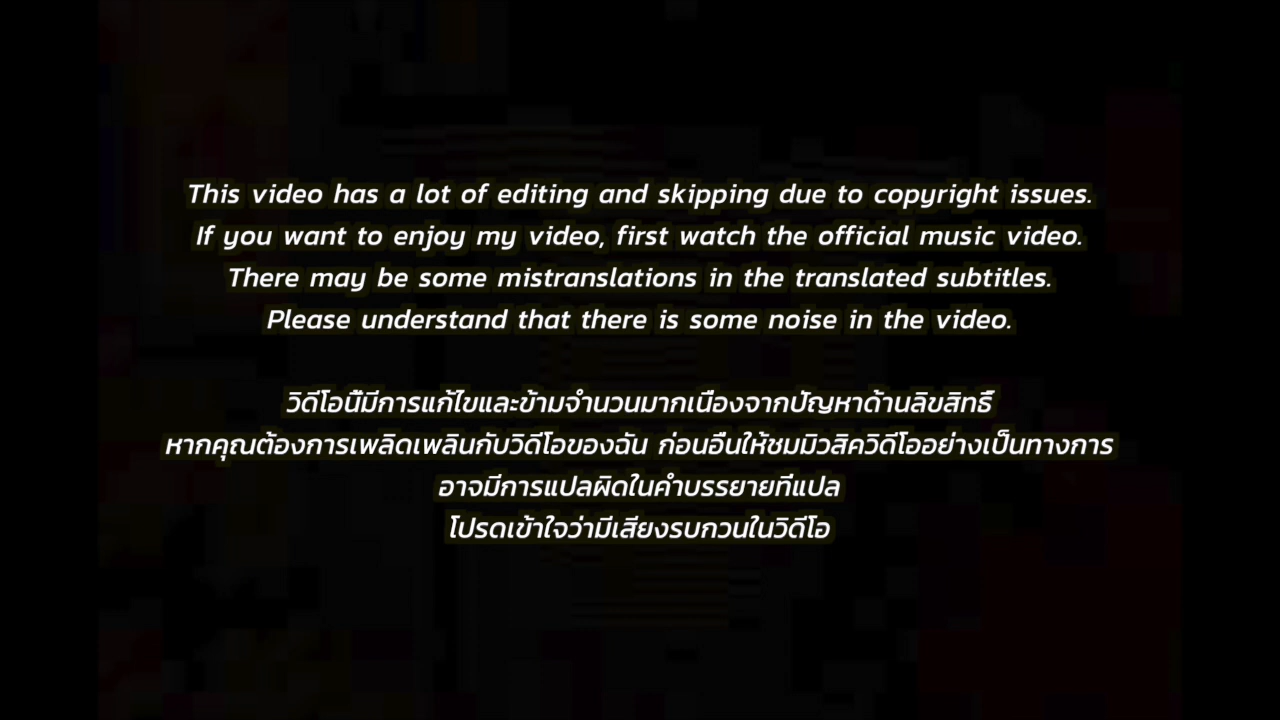 This video has a lot of editing and skipping due to copyright issues.
If you want to enjoy my video, first watch the official music video.
There may be some mistranslations in the translated subtitles.
Please understand that there is some noise in the video.
วิดีโอนี้มีการแก้ไขและข้ามจำนวนมากเนื่องจากปัญหาด้านลิขสิทธิ์
หากคุณต้องการเพลิดเพลินกับวิดีโอของฉัน ก่อนอื่นให้ชมมิวสิควิดีโออย่างเป็นทางการ
อาจมีการแปลผิดในคำบรรยายที่แปล
โปรดเข้าใจว่ามีเสียงรบกวนในวิดีโอ